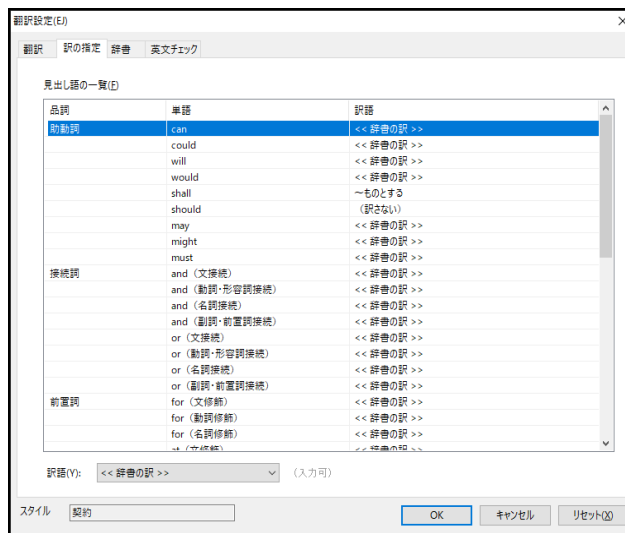 翻訳設定(EJ)
翻訳 訳の指定 辞書 英文チェック
見出し語の一覧(F)
品詞 単語 訳語
助動詞 can << 辞書の訳 >>
could << 辞書の訳 >>
will << 辞書の訳 >>
would << 辞書の訳 >>
shall ～ものとする
should （訳さない）
may << 辞書の訳 >>
might << 辞書の訳 >>
must << 辞書の訳 >>
接続詞 and（文接続） << 辞書の訳 >>
and（動詞・形容詞接続） << 辞書の訳 >>
and（名詞接続） << 辞書の訳 >>
and（副詞・前置詞接続） << 辞書の訳 >>
or（文接続） << 辞書の訳 >>
or（動詞・形容詞接続） << 辞書の訳 >>
or（名詞接続） << 辞書の訳 >>
or（副詞・前置詞接続） << 辞書の訳 >>
前置詞 for（文修飾） << 辞書の訳 >>
for（動詞修飾） << 辞書の訳 >>
for（名詞修飾） << 辞書の訳 >>
at（文修飾） << 辞書の訳 >>
訳語(Y): << 辞書の訳 >> （入力可）
スタイル 契約
OK キャンセル リセット(X)